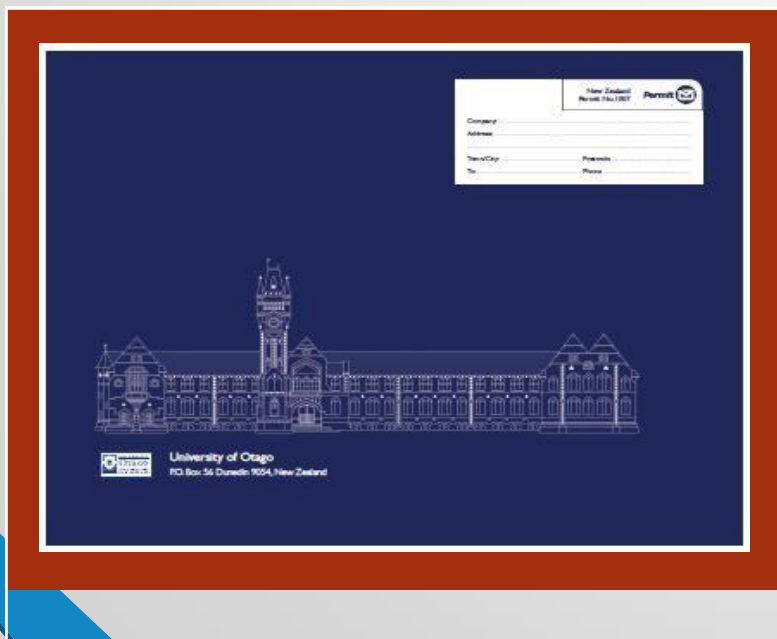 New Zealand
Permit No. 1807
Permit
Company
Address
Town/City
Postcode
To
Phone
University of Otago
P.O. Box 56 Dunedin 9054, New Zealand